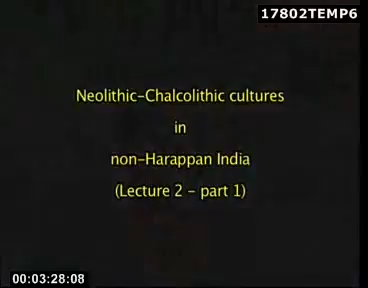 17802TEMP6
Neolithic-Chalcolithic cultures
in
non-Harappan India
(Lecture 2 - part 1)
00:03:28:08